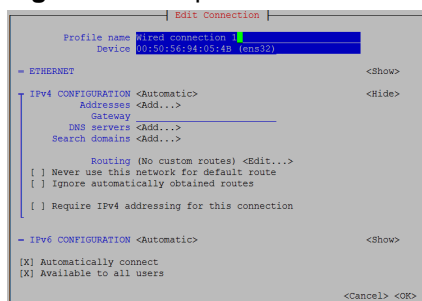 Edit Connection
Profile name Wired connection 1
Device 00:50:56:94:05:4B (ens32)
= ETHERNET <Show>
IPv4 CONFIGURATION <Automatic> <Hide>
Addresses <Add...>
Gateway
DNS servers <Add...>
Search domains <Add...>
Routing (No custom routes) <Edit...>
[ ] Never use this network for default route
[ ] Ignore automatically obtained routes
[ ] Require IPv4 addressing for this connection
= IPv6 CONFIGURATION <Automatic> <Show>
[X] Automatically connect
[X] Available to all users
<Cancel> <OK>